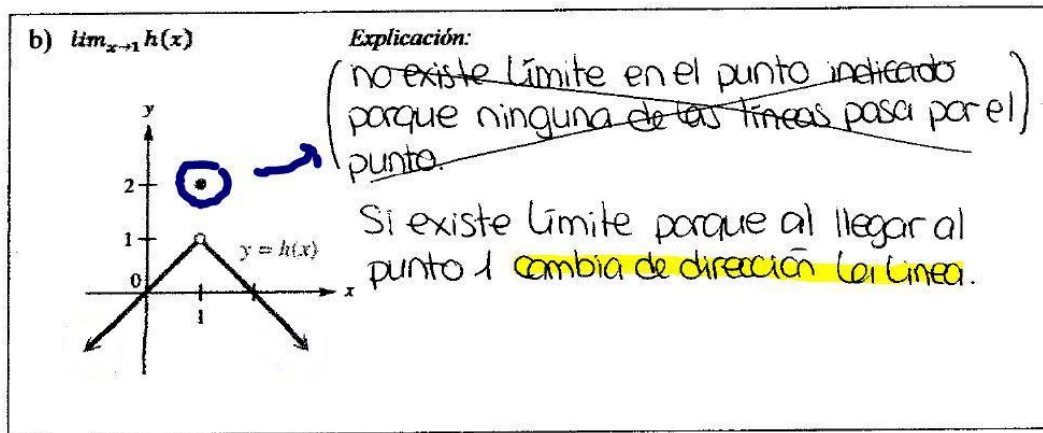 b) lim_{x→1} h(x)
Explicación:
(no existe límite en el punto indicado
porque ninguna de las líneas pasa por el)
punto.
Si existe límite porque al llegar al
punto 1 cambia de dirección la línea.
y
2
1
y = h(x)
0
x
1